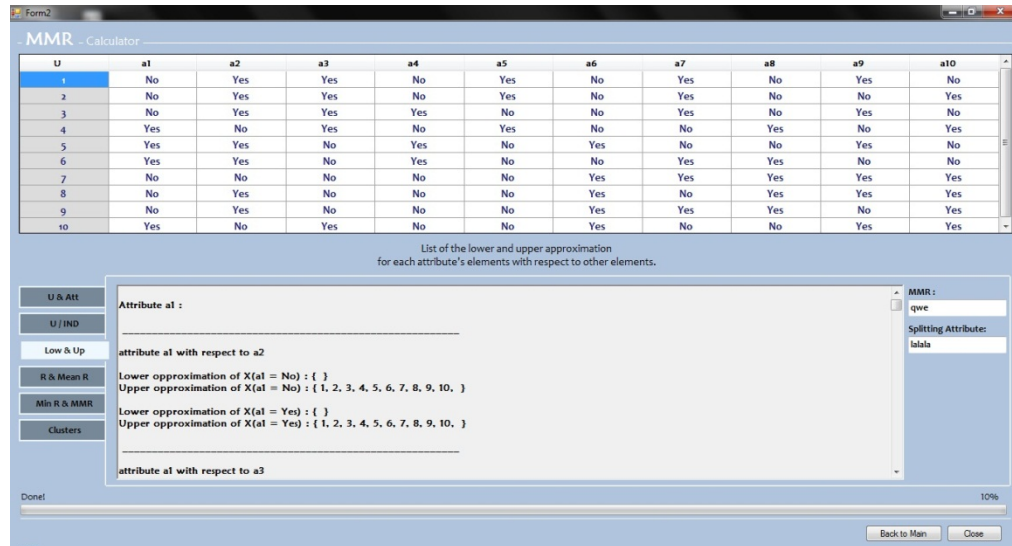 Form2
MMR - Calculator
U a1 a2 a3 a4 a5 a6 a7 a8 a9 a10
1 No Yes Yes No Yes No Yes No Yes No
2 No Yes Yes No Yes No No No No Yes
3 No Yes Yes Yes No No Yes No Yes No
4 Yes No Yes No Yes No No Yes No No
5 Yes Yes No Yes No No Yes No Yes No
6 Yes Yes No Yes No No Yes Yes No No
7 No No No No No Yes Yes Yes Yes Yes
8 No Yes No No No Yes No Yes Yes Yes
9 No Yes No No No Yes Yes Yes No Yes
10 Yes No Yes No No Yes No No Yes Yes
List of the lower and upper approximation
for each attribute's elements with respect to other elements.
U & Att
U / IND
Low & Up
R & Mean R
Min R & MMR
Clusters
Attribute a1 :
attribute a1 with respect to a2
Lower opproximation of X(a1 = No) : { }
Upper opproximation of X(a1 = No) : { 1, 2, 3, 4, 5, 6, 7, 8, 9, 10, }
Lower opproximation of X(a1 = Yes) : { }
Upper opproximation of X(a1 = Yes) : { 1, 2, 3, 4, 5, 6, 7, 8, 9, 10, }
attribute a1 with respect to a3
MMR :
qwe
Splitting Attribute:
lalala
Done!
10%
Back to Main
Close